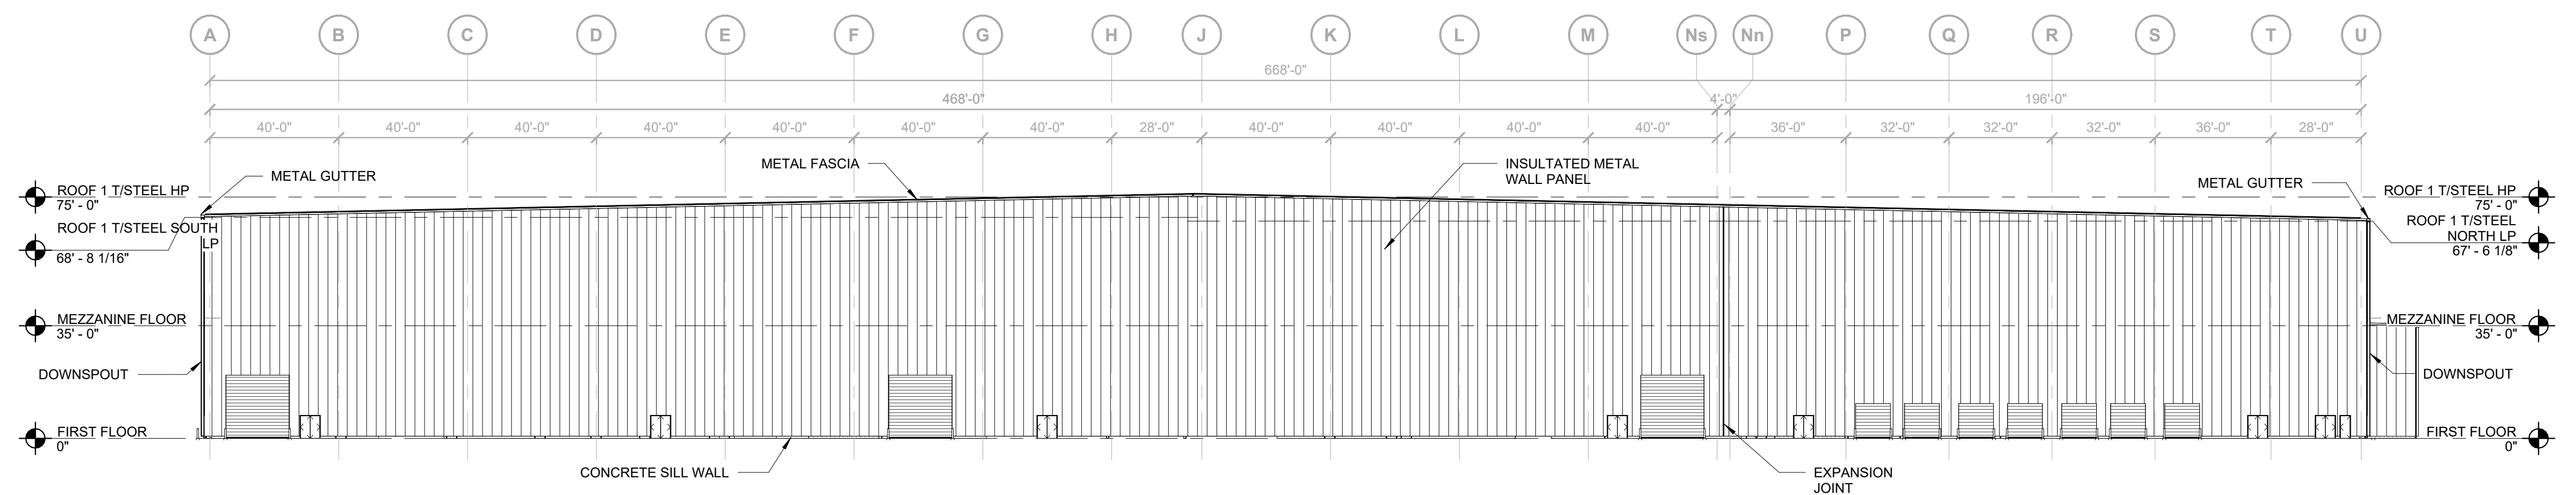 A B C D E F G H J K L M Ns Nn P Q R S T U
668'-0"
468'-0" 4'-0" 196'-0"
40'-0" 40'-0" 40'-0" 40'-0" 40'-0" 40'-0" 40'-0" 28'-0" 40'-0" 40'-0" 40'-0" 40'-0" 36'-0" 32'-0" 32'-0" 32'-0" 36'-0" 28'-0"
METAL GUTTER
METAL FASCIA
INSULTATED METAL
WALL PANEL
METAL GUTTER
ROOF 1 T/STEEL HP
75' - 0"
ROOF 1 T/STEEL SOUTH
LP
68' - 8 1/16"
MEZZANINE FLOOR
35' - 0"
DOWNSPOUT
FIRST FLOOR
0"
CONCRETE SILL WALL
EXPANSION
JOINT
ROOF 1 T/STEEL HP
75' - 0"
ROOF 1 T/STEEL
NORTH LP
67' - 6 1/8"
MEZZANINE FLOOR
35' - 0"
DOWNSPOUT
FIRST FLOOR
0"